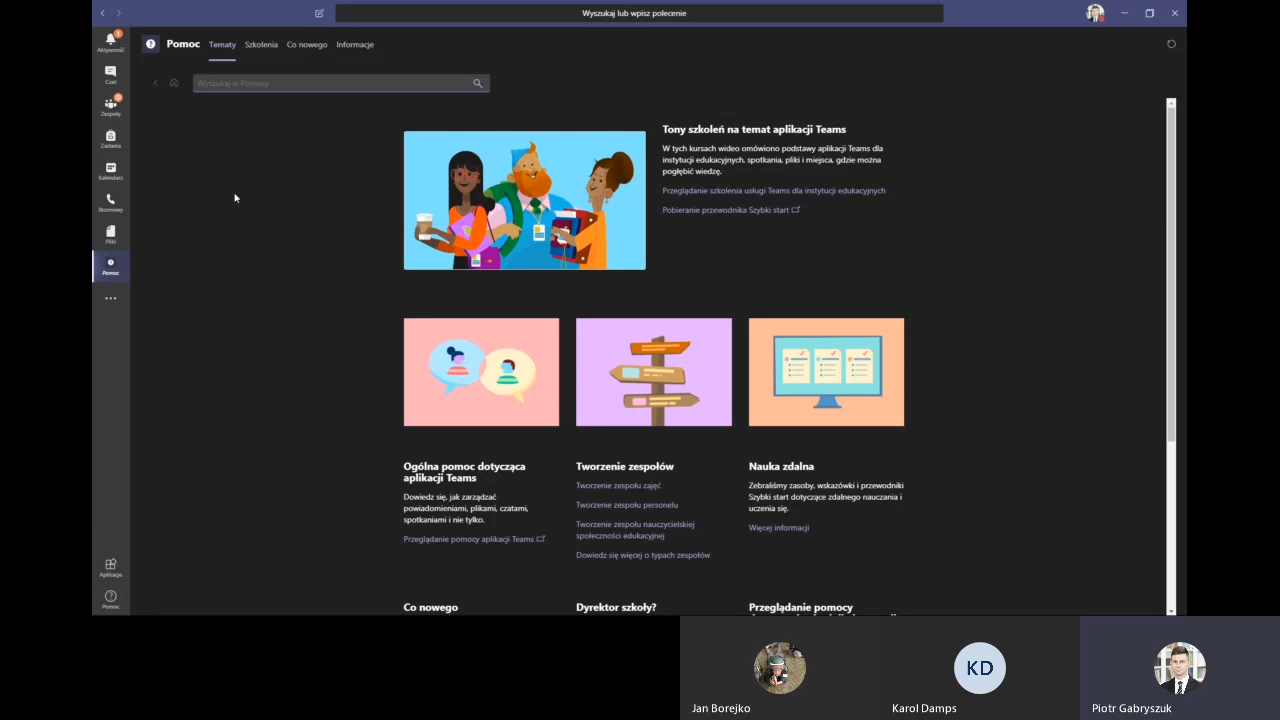 Wyszukaj lub wpisz polecenie
Aktywność
Czat
Zespoły
Zadania
Kalendarz
Rozmowy
Pliki
Pomoc
Aplikacje
Pomoc
Pomoc Tematy Szkolenia Co nowego Informacje
Wyszukaj w Pomocy
Tony szkoleń na temat aplikacji Teams
W tych kursach wideo omówiono podstawy aplikacji Teams dla
instytucji edukacyjnych, spotkania, pliki i miejsca, gdzie można
pogłębić wiedzę.
Przeglądanie szkolenia usługi Teams dla instytucji edukacyjnych
Pobieranie przewodnika Szybki start
Ogólna pomoc dotycząca
aplikacji Teams
Dowiedz się, jak zarządzać
powiadomieniami, plikami, czatami,
spotkaniami i nie tylko.
Przeglądanie pomocy aplikacji Teams
Tworzenie zespołów
Tworzenie zespołu zajęć
Tworzenie zespołu personelu
Tworzenie zespołu nauczycielskiej
społeczności edukacyjnej
Dowiedz się więcej o typach zespołów
Nauka zdalna
Zebraliśmy zasoby, wskazówki i przewodniki
Szybki start dotyczące zdalnego nauczania i
uczenia się.
Więcej informacji
Co nowego
Dyrektor szkoły?
Przeglądanie pomocy
KD
Jan Borejko
Karol Damps
Piotr Gabryszuk